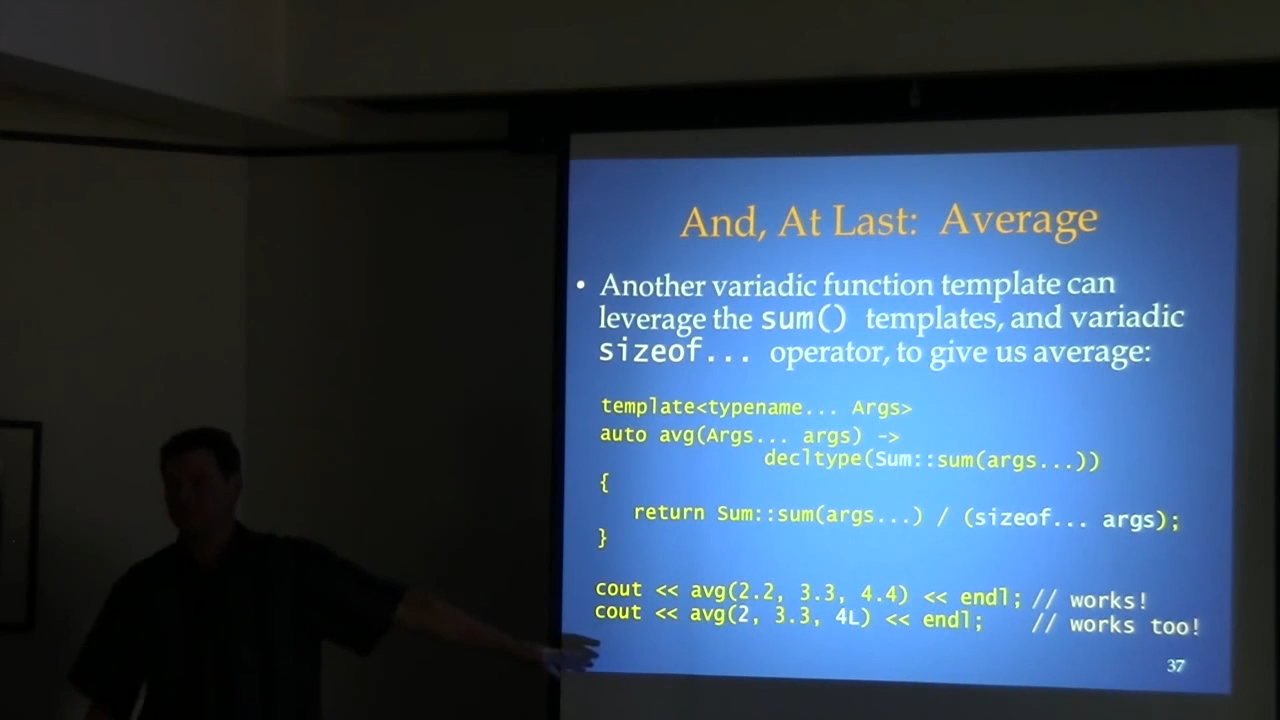 And, At Last: Average
• Another variadic function template can
leverage the sum() templates, and variadic
sizeof... operator, to give us average:
template<typename... Args>
auto avg(Args... args) ->
decltype(Sum::sum(args...))
{
return Sum::sum(args...) / (sizeof... args);
}
cout << avg(2.2, 3.3, 4.4) << endl; // works!
cout << avg(2, 3.3, 4L) << endl; // works too!
37